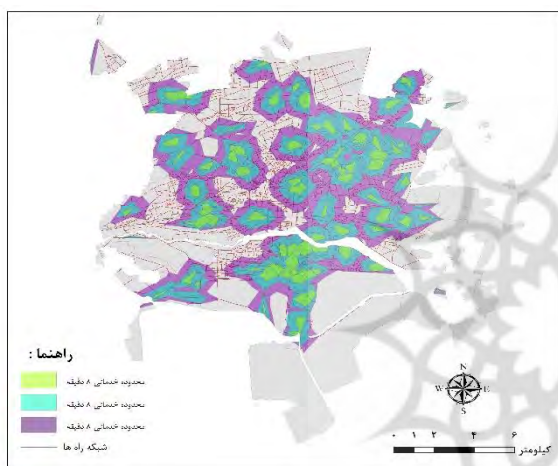 راهنما :
محدوده خدماتی ۸ دقیقه
محدوده خدماتی ۸ دقیقه
محدوده خدماتی ۸ دقیقه
شبکه راه ها
N
W E
S
۰ ۱ ۲ ۴ ۶
کیلومتر